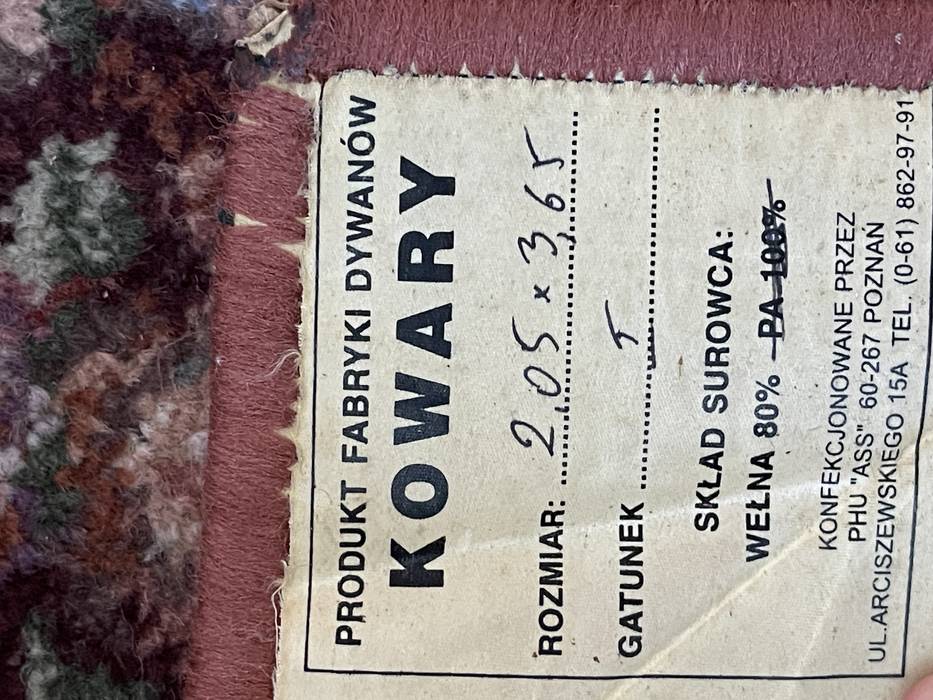 PRODUKT FABRYKI DYWANÓW
KOWARY
ROZMIAR: 2,05 x 3,65
GATUNEK
SKŁAD SUROWCA:
WEŁNA 80% PA 100%
KONFEKCJONOWANE PRZEZ
PHU "ASS" 60-267 POZNAŃ
UL.ARCISZEWSKIEGO 15A TEL. (0-61) 862-97-91